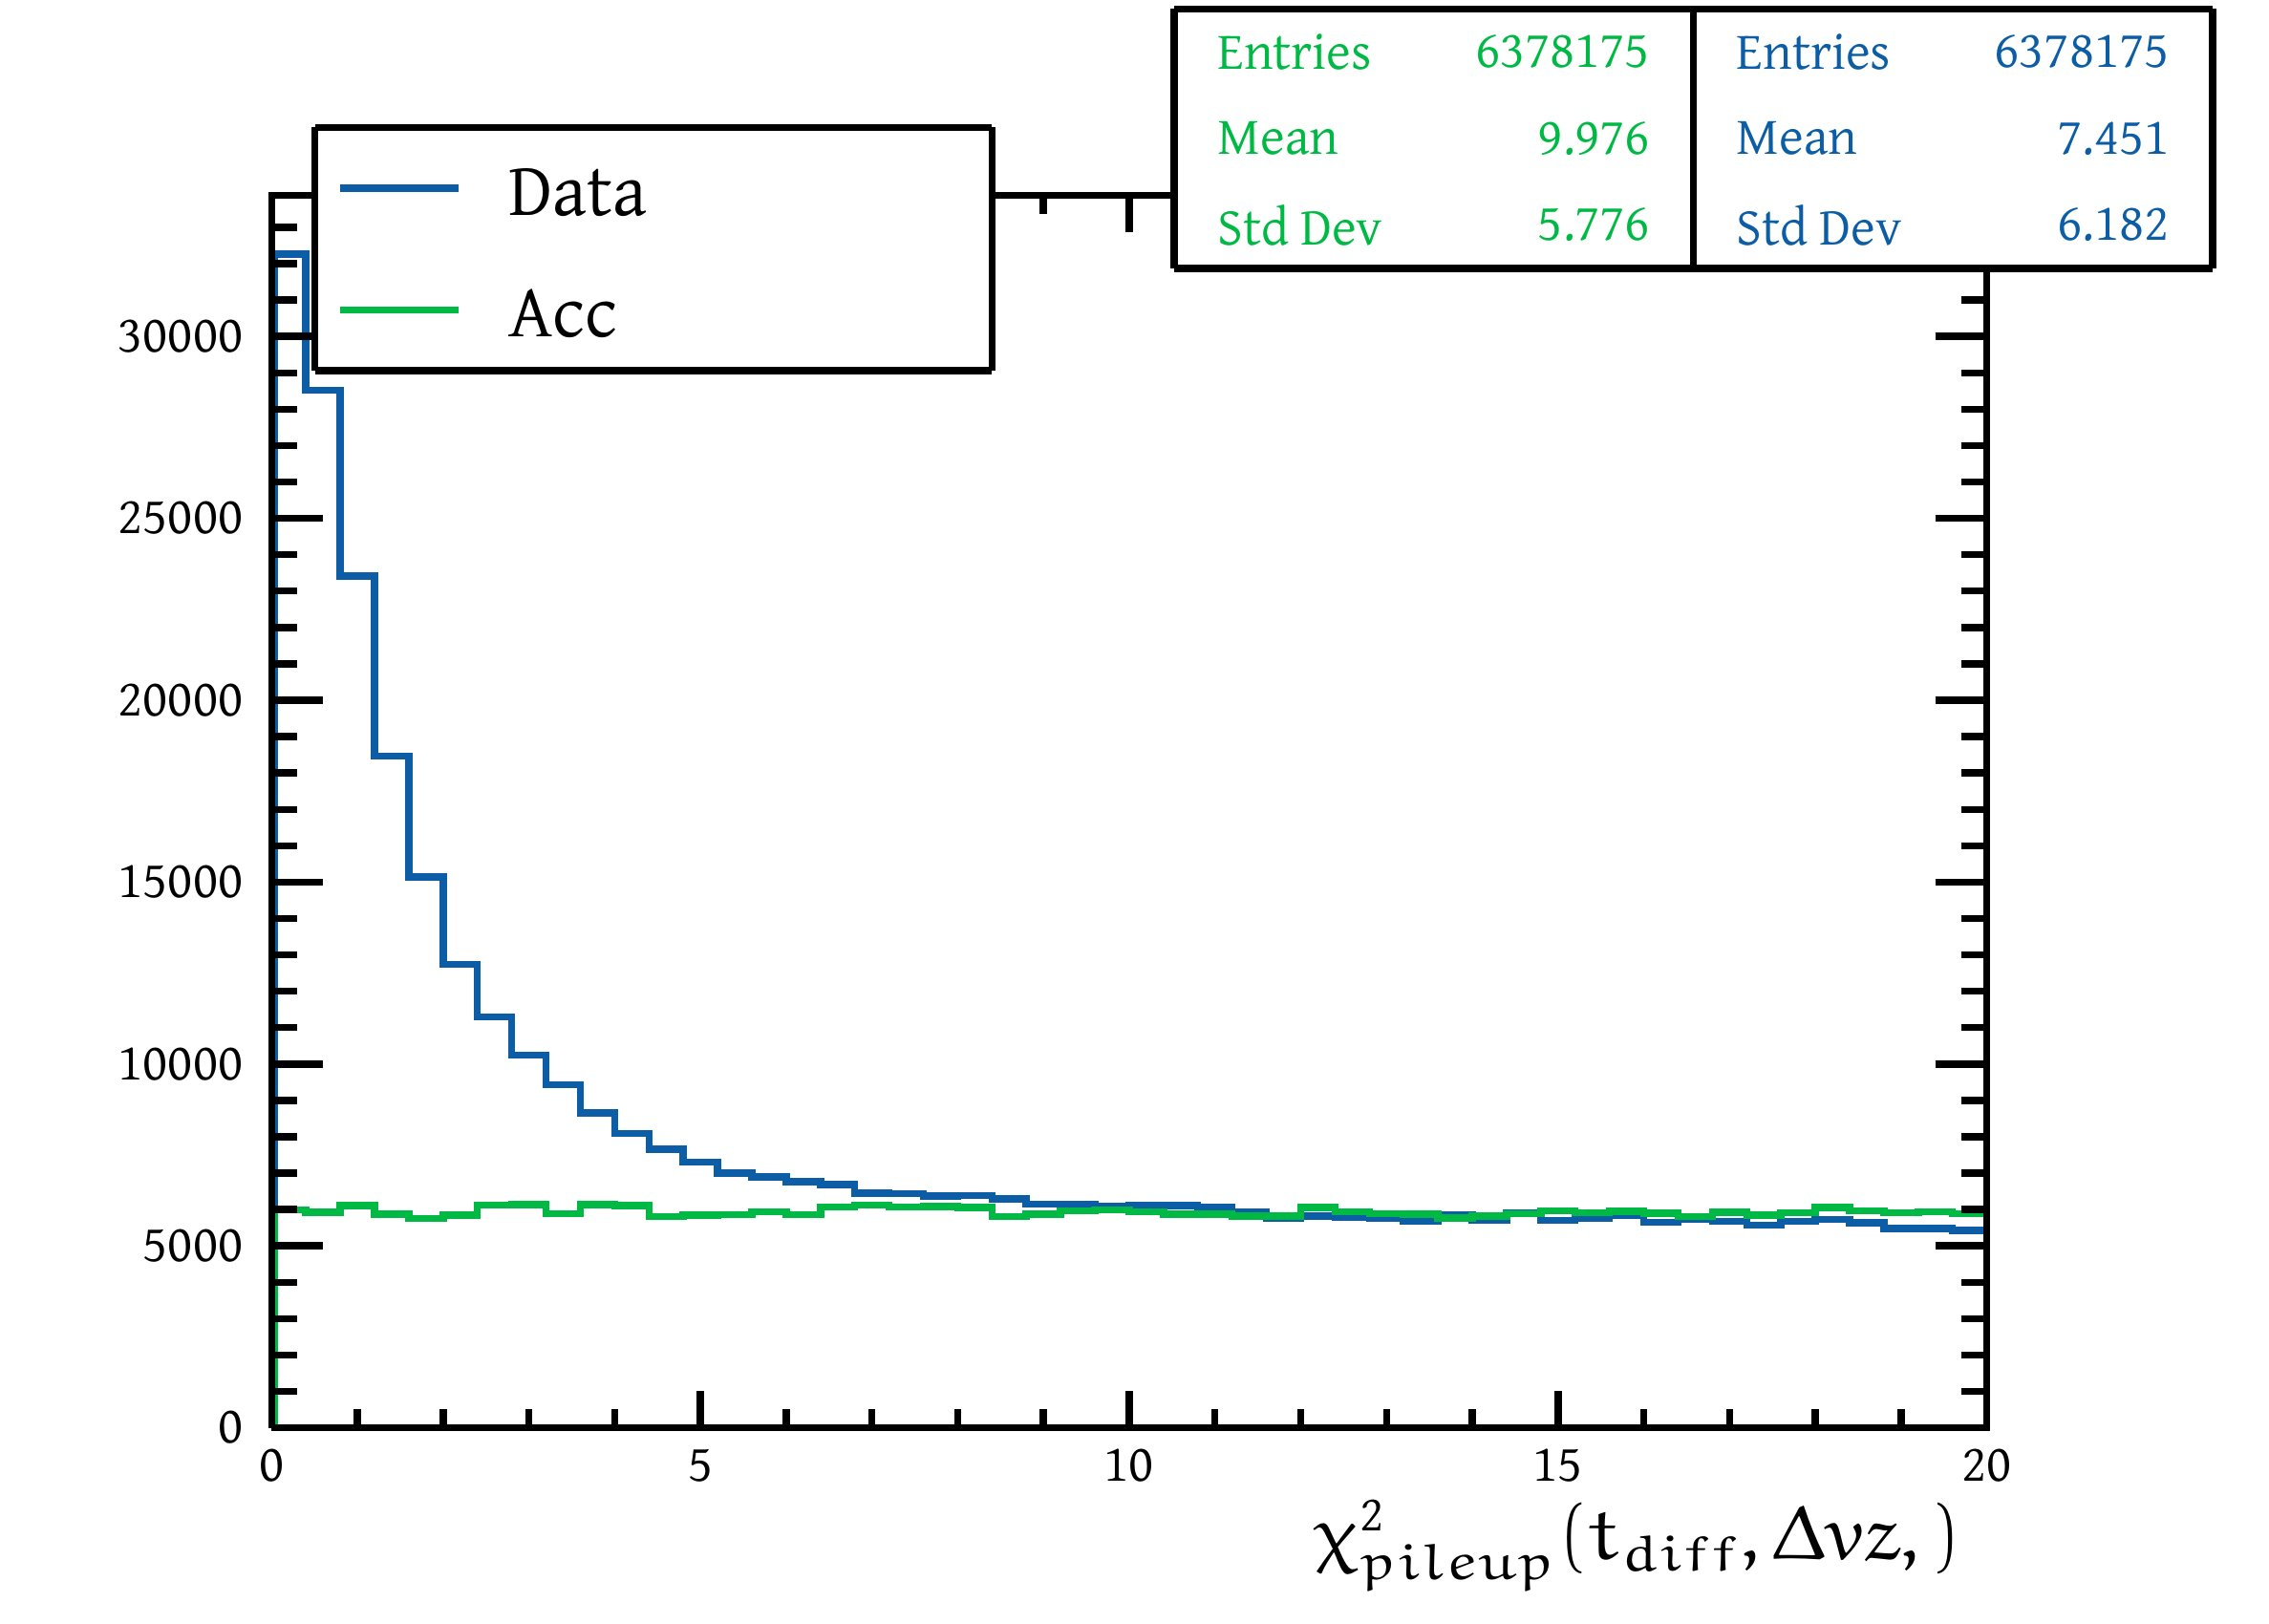 Entries 6378175 Entries 6378175
Mean 9.976 Mean 7.451
Std Dev 5.776 Std Dev 6.182
Data
Acc
30000
25000
20000
15000
10000
5000
0
0 5 10 15 20
χ²pileup(tdiff, Δvz, )